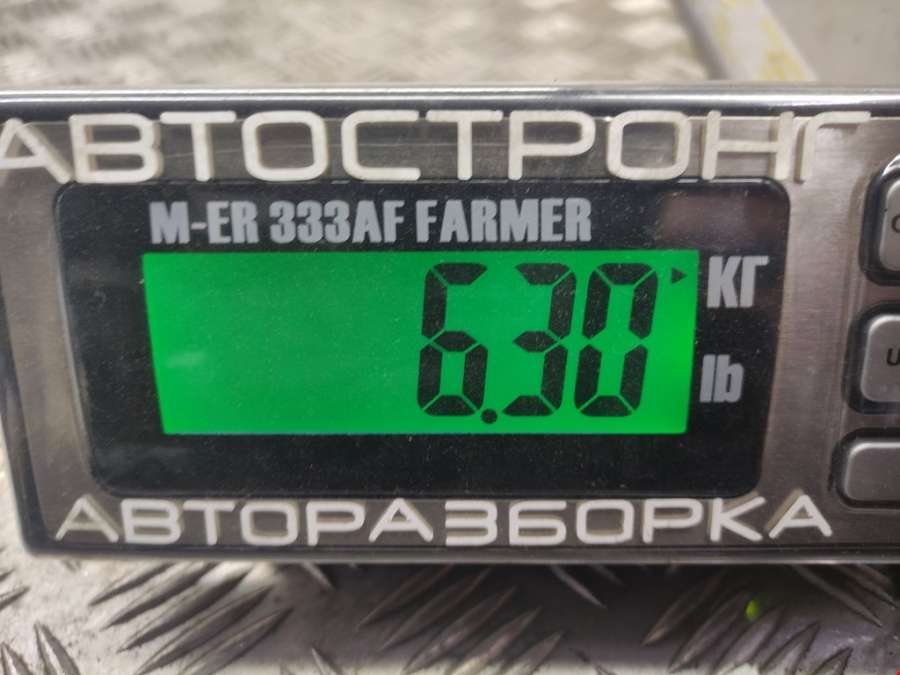 АВТОСТРОНГ
M-ER 333AF FARMER
6.30
КГ
lb
АВТОРАЗБОРКА